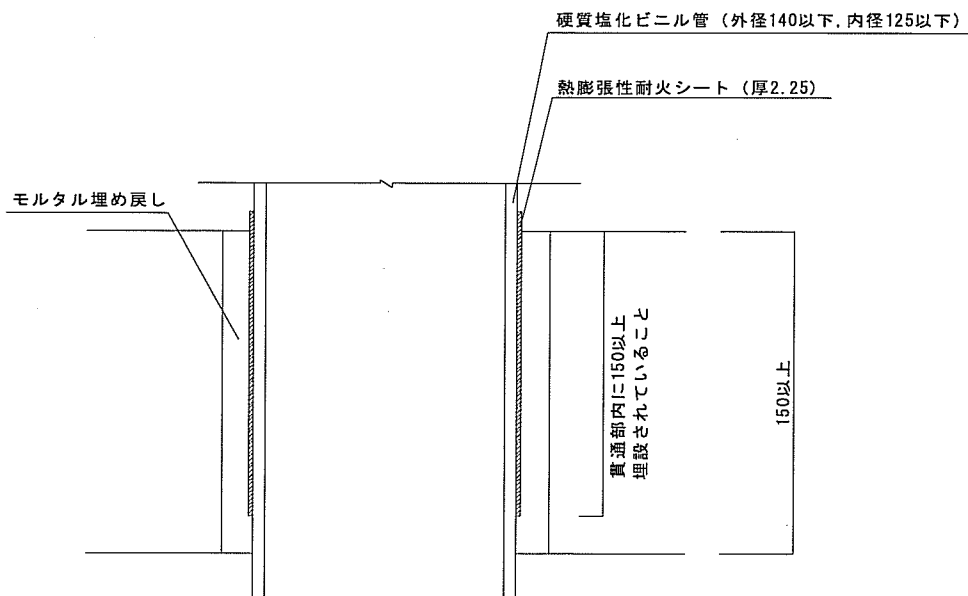 硬質塩化ビニル管（外径140以下,内径125以下）
熱膨張性耐火シート（厚2.25）
モルタル埋め戻し
貫通部内に150以上
埋設されていること
150以上